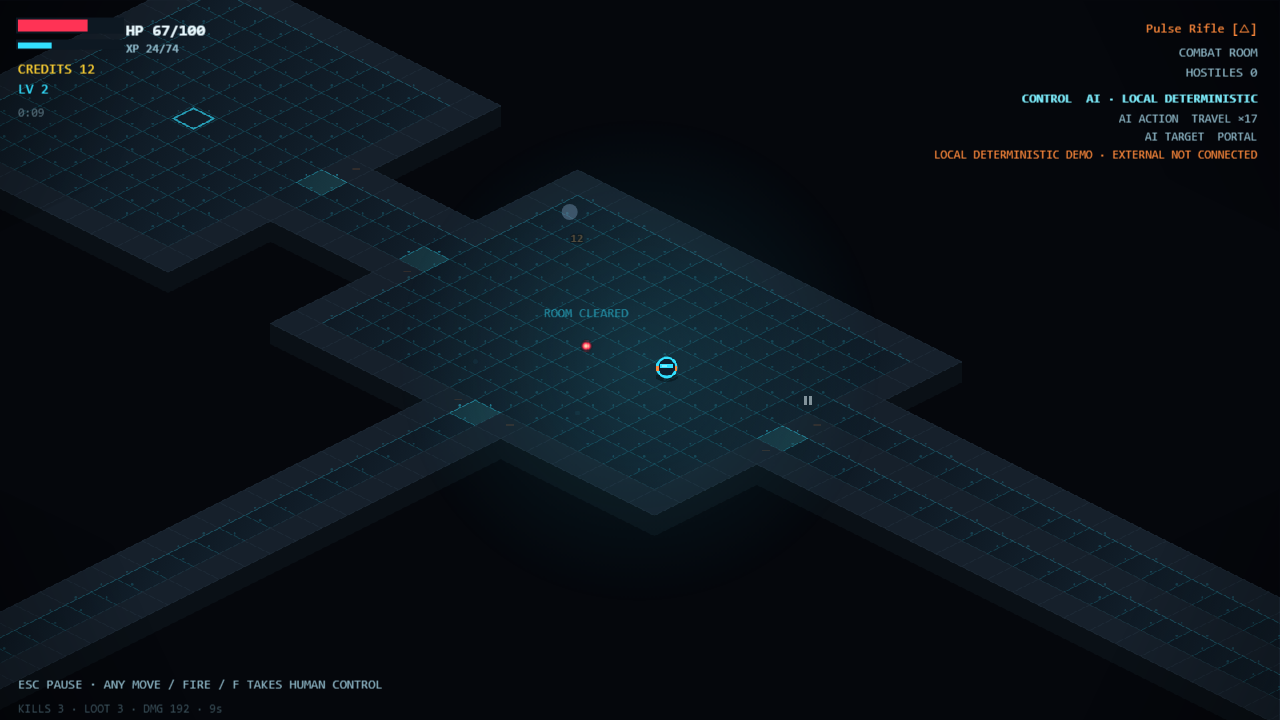 HP 67/100
XP 24/74
CREDITS 12
LV 2
0:09
Pulse Rifle [△]
COMBAT ROOM
HOSTILES 0
CONTROL AI · LOCAL DETERMINISTIC
AI ACTION TRAVEL ×17
AI TARGET PORTAL
LOCAL DETERMINISTIC DEMO · EXTERNAL NOT CONNECTED
12
ROOM CLEARED
ESC PAUSE · ANY MOVE / FIRE / F TAKES HUMAN CONTROL
KILLS 3 · LOOT 3 · DMG 192 · 9s